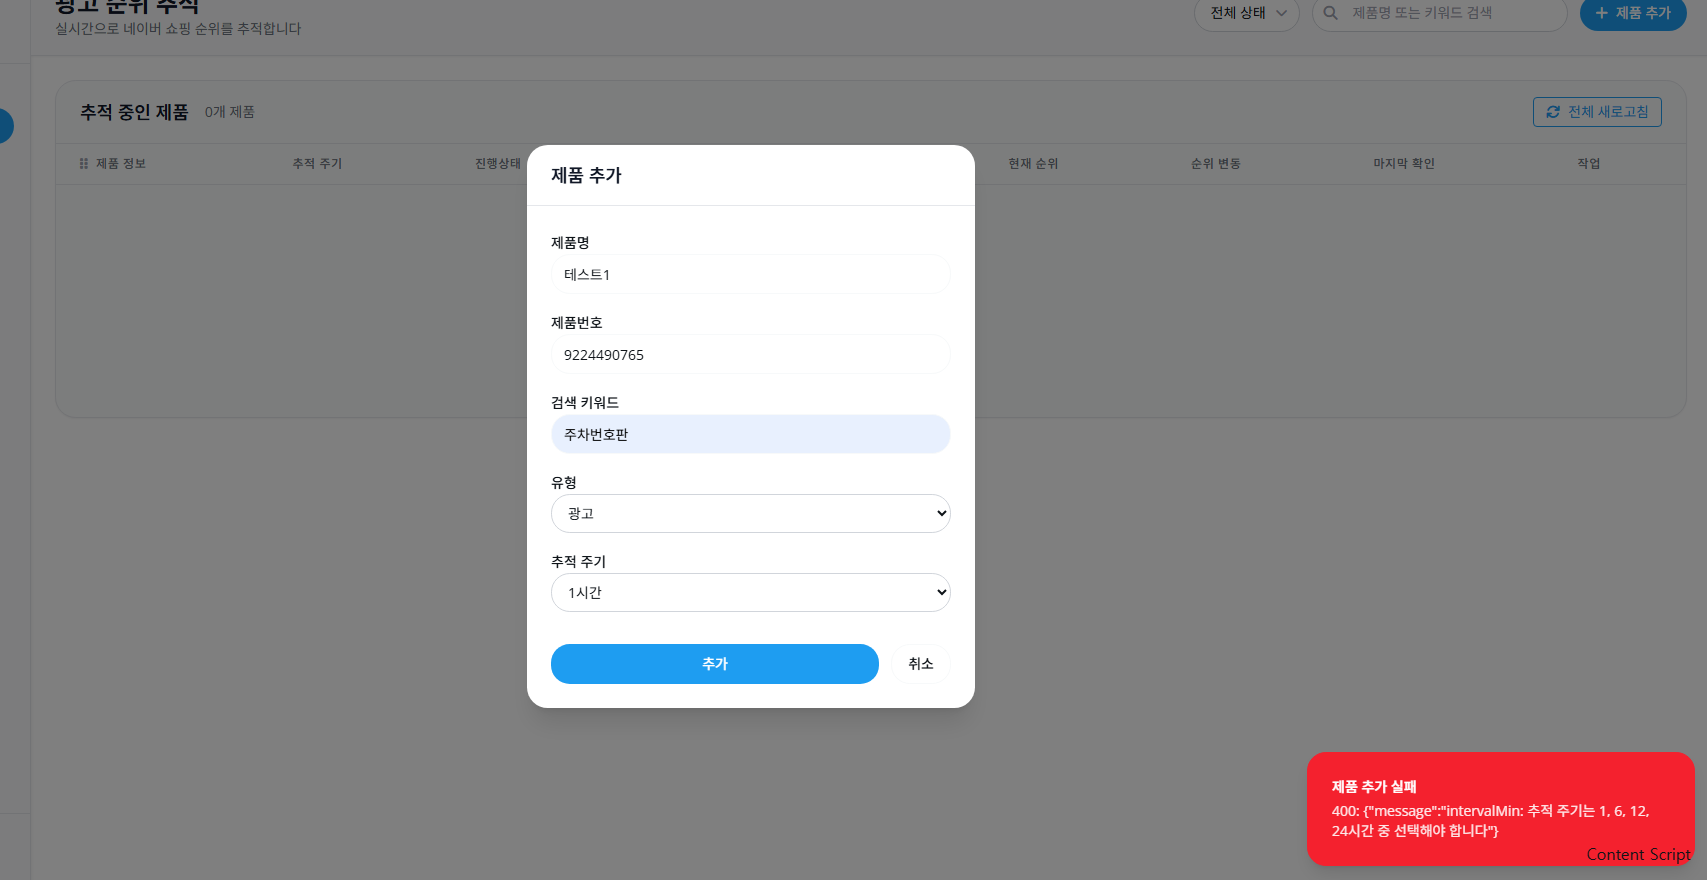 광고 순위 추적
실시간으로 네이버 쇼핑 순위를 추적합니다
전체 상태
제품명 또는 키워드 검색
+ 제품 추가
추적 중인 제품 0개 제품
전체 새로고침
제품 정보 추적 주기 진행상태 현재 순위 순위 변동 마지막 확인 작업
제품 추가
제품명
테스트1
제품번호
9224490765
검색 키워드
주차번호판
유형
광고
추적 주기
1시간
추가 취소
제품 추가 실패
400: {"message":"intervalMin: 추적 주기는 1, 6, 12,
24시간 중 선택해야 합니다"}
Content Script